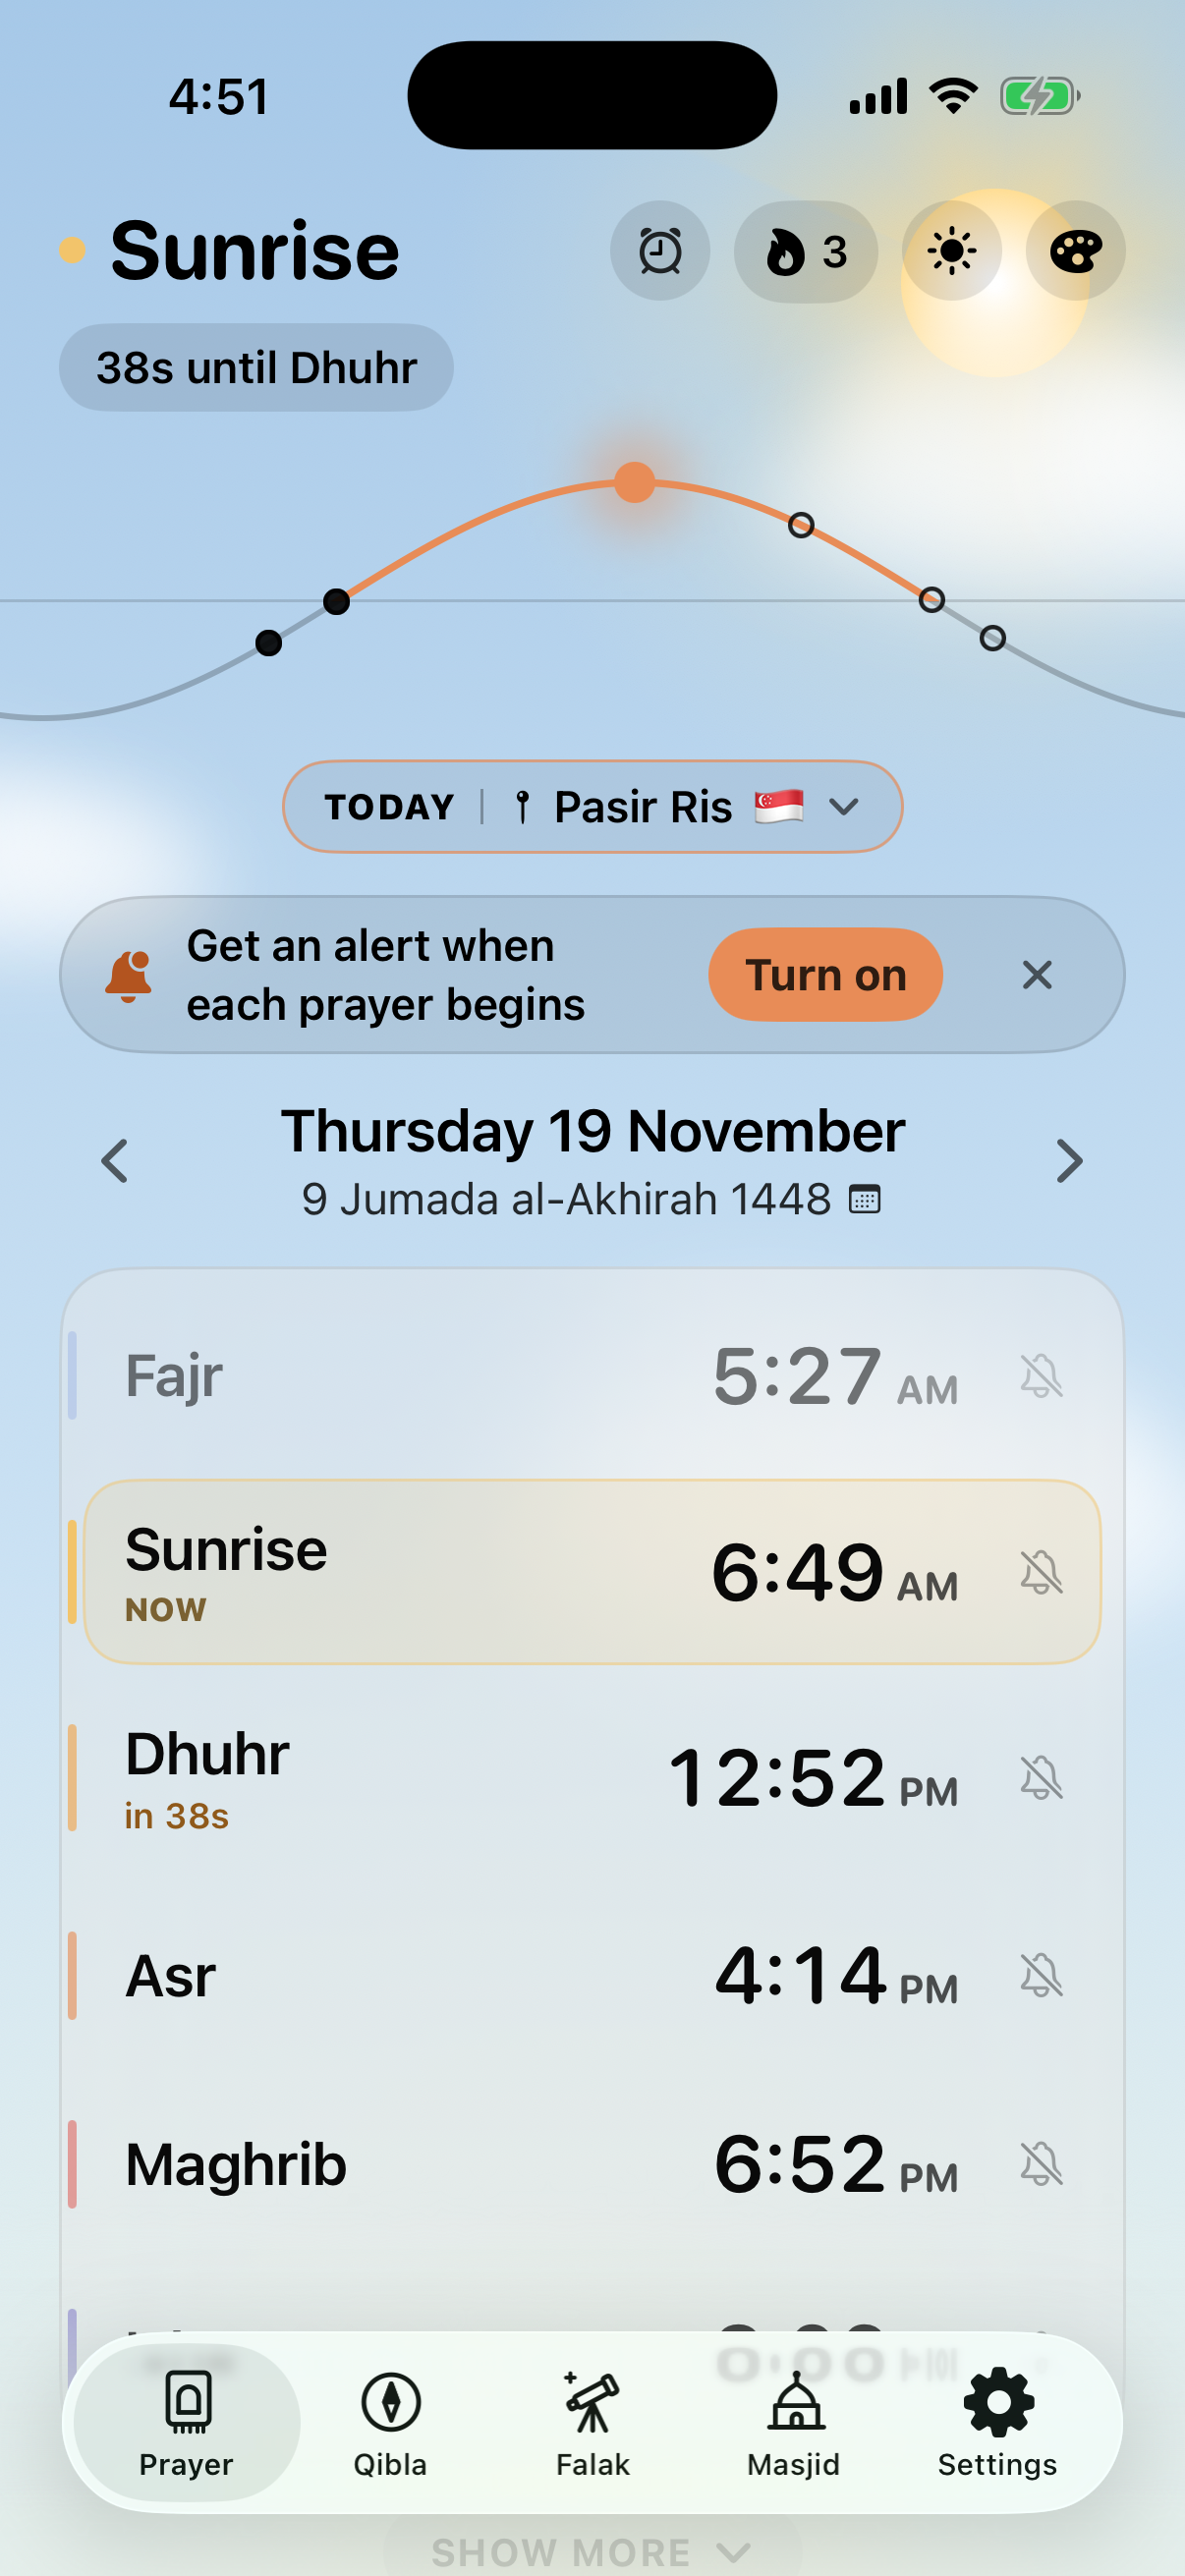 4:51
Sunrise
3
38s until Dhuhr
TODAY | Pasir Ris
Get an alert when
each prayer begins
Turn on
Thursday 19 November
9 Jumada al-Akhirah 1448
Fajr 5:27 AM
Sunrise 6:49 AM
NOW
Dhuhr 12:52 PM
in 38s
Asr 4:14 PM
Maghrib 6:52 PM
Prayer Qibla Falak Masjid Settings
SHOW MORE